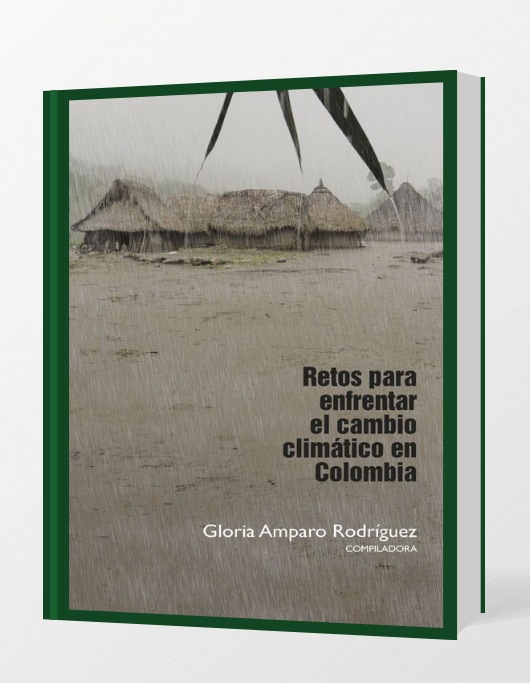 Retos para
enfrentar
el cambio
climático en
Colombia
Gloria Amparo Rodríguez
COMPILADORA